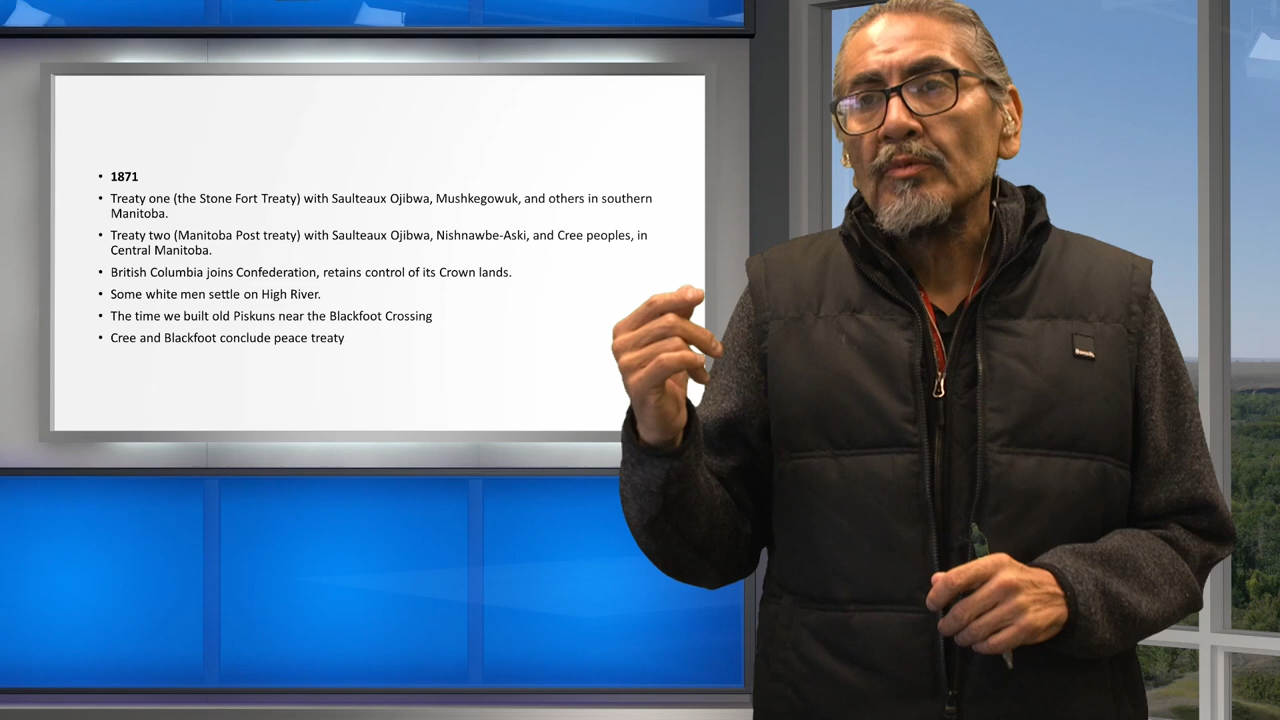 • 1871
• Treaty one (the Stone Fort Treaty) with Saulteaux Ojibwa, Mushkegowuk, and others in southern
Manitoba.
• Treaty two (Manitoba Post treaty) with Saulteaux Ojibwa, Nishnawbe-Aski, and Cree peoples, in
Central Manitoba.
• British Columbia joins Confederation, retains control of its Crown lands.
• Some white men settle on High River.
• The time we built old Piskuns near the Blackfoot Crossing
• Cree and Blackfoot conclude peace treaty
Bench.